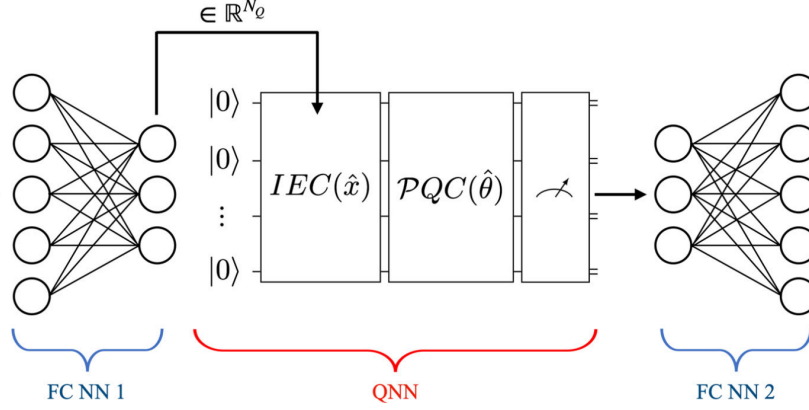 ∈ ℝ^{N_Q}
|0⟩
|0⟩
⋮
|0⟩
IEC(x̂)
𝒫QC(θ̂)
FC NN 1
QNN
FC NN 2